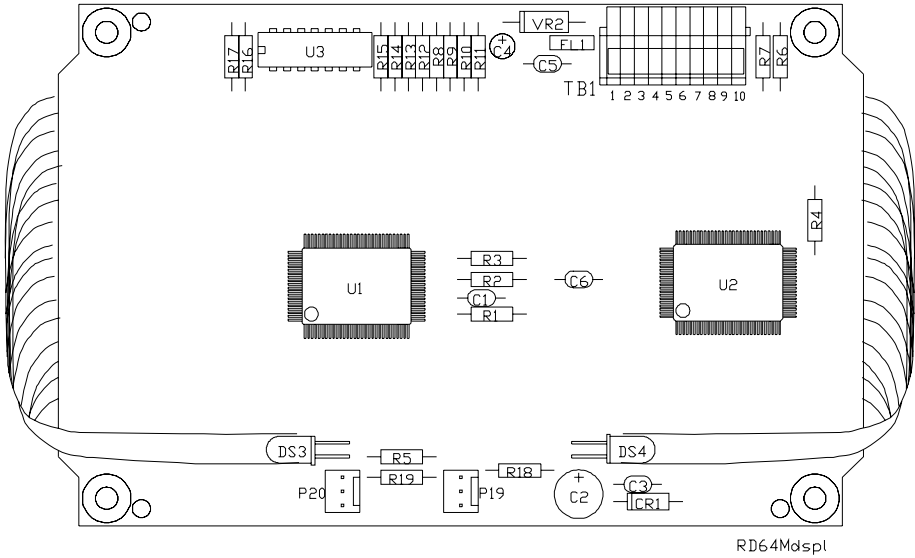 VR2
R17 R16 U3 R15 R14 R13 R12 R8 R9 R10 R11 C4 FL1 R7 R6
C5
TB1 1 2 3 4 5 6 7 8 9 10
R4
R3
U1 R2 C6 U2
C1
R1
DS3 DS4
R5
R19 R18
P20 P19 C2 C3
CR1
RD64Mdspl